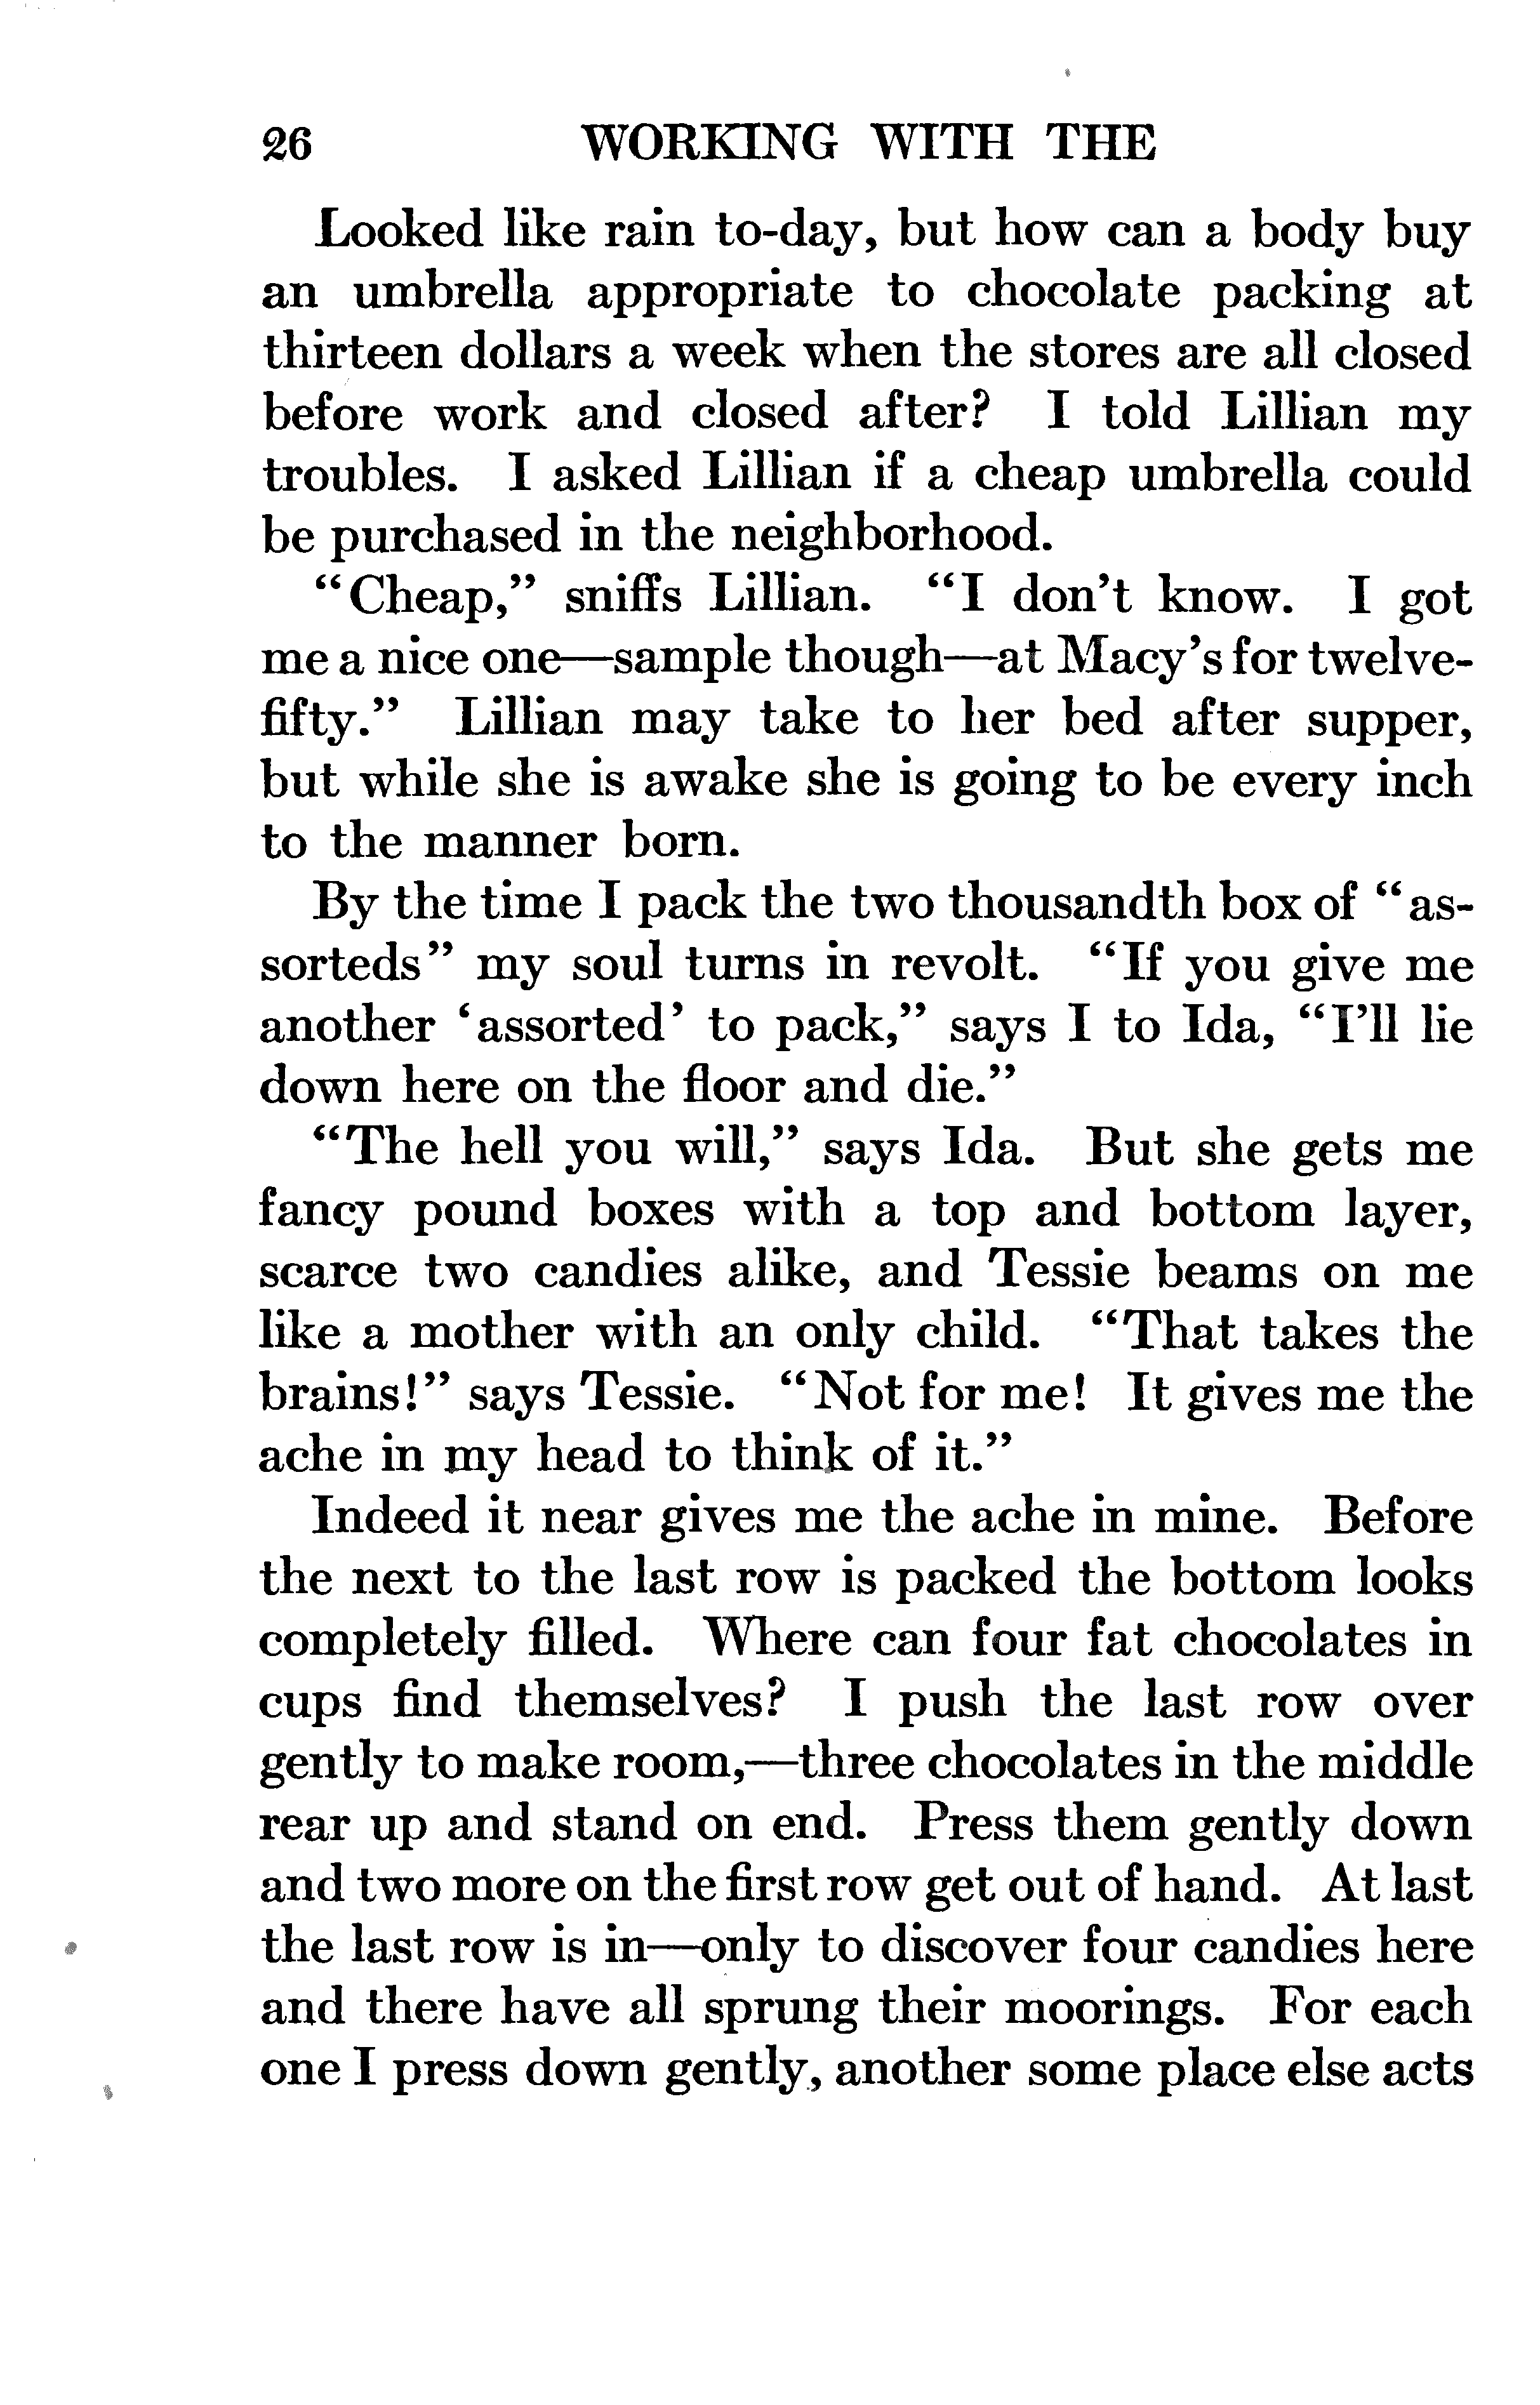 26 WORKING WITH THE
Looked like rain to-day, but how can a body buy
an umbrella appropriate to chocolate packing at
thirteen dollars a week when the stores are all closed
before work and closed after? I told Lillian my
troubles. I asked Lillian if a cheap umbrella could
be purchased in the neighborhood.
“Cheap,” sniffs Lillian. “I don’t know. I got
me a nice one—sample though—at Macy’s for twelve-
fifty.” Lillian may take to her bed after supper,
but while she is awake she is going to be every inch
to the manner born.
By the time I pack the two thousandth box of “as-
sorteds” my soul turns in revolt. “If you give me
another ‘assorted’ to pack,” says I to Ida, “I’ll lie
down here on the floor and die.”
“The hell you will,” says Ida. But she gets me
fancy pound boxes with a top and bottom layer,
scarce two candies alike, and Tessie beams on me
like a mother with an only child. “That takes the
brains!” says Tessie. “Not for me! It gives me the
ache in my head to think of it.”
Indeed it near gives me the ache in mine. Before
the next to the last row is packed the bottom looks
completely filled. Where can four fat chocolates in
cups find themselves? I push the last row over
gently to make room,—three chocolates in the middle
rear up and stand on end. Press them gently down
and two more on the first row get out of hand. At last
the last row is in—only to discover four candies here
and there have all sprung their moorings. For each
one I press down gently, another some place else acts